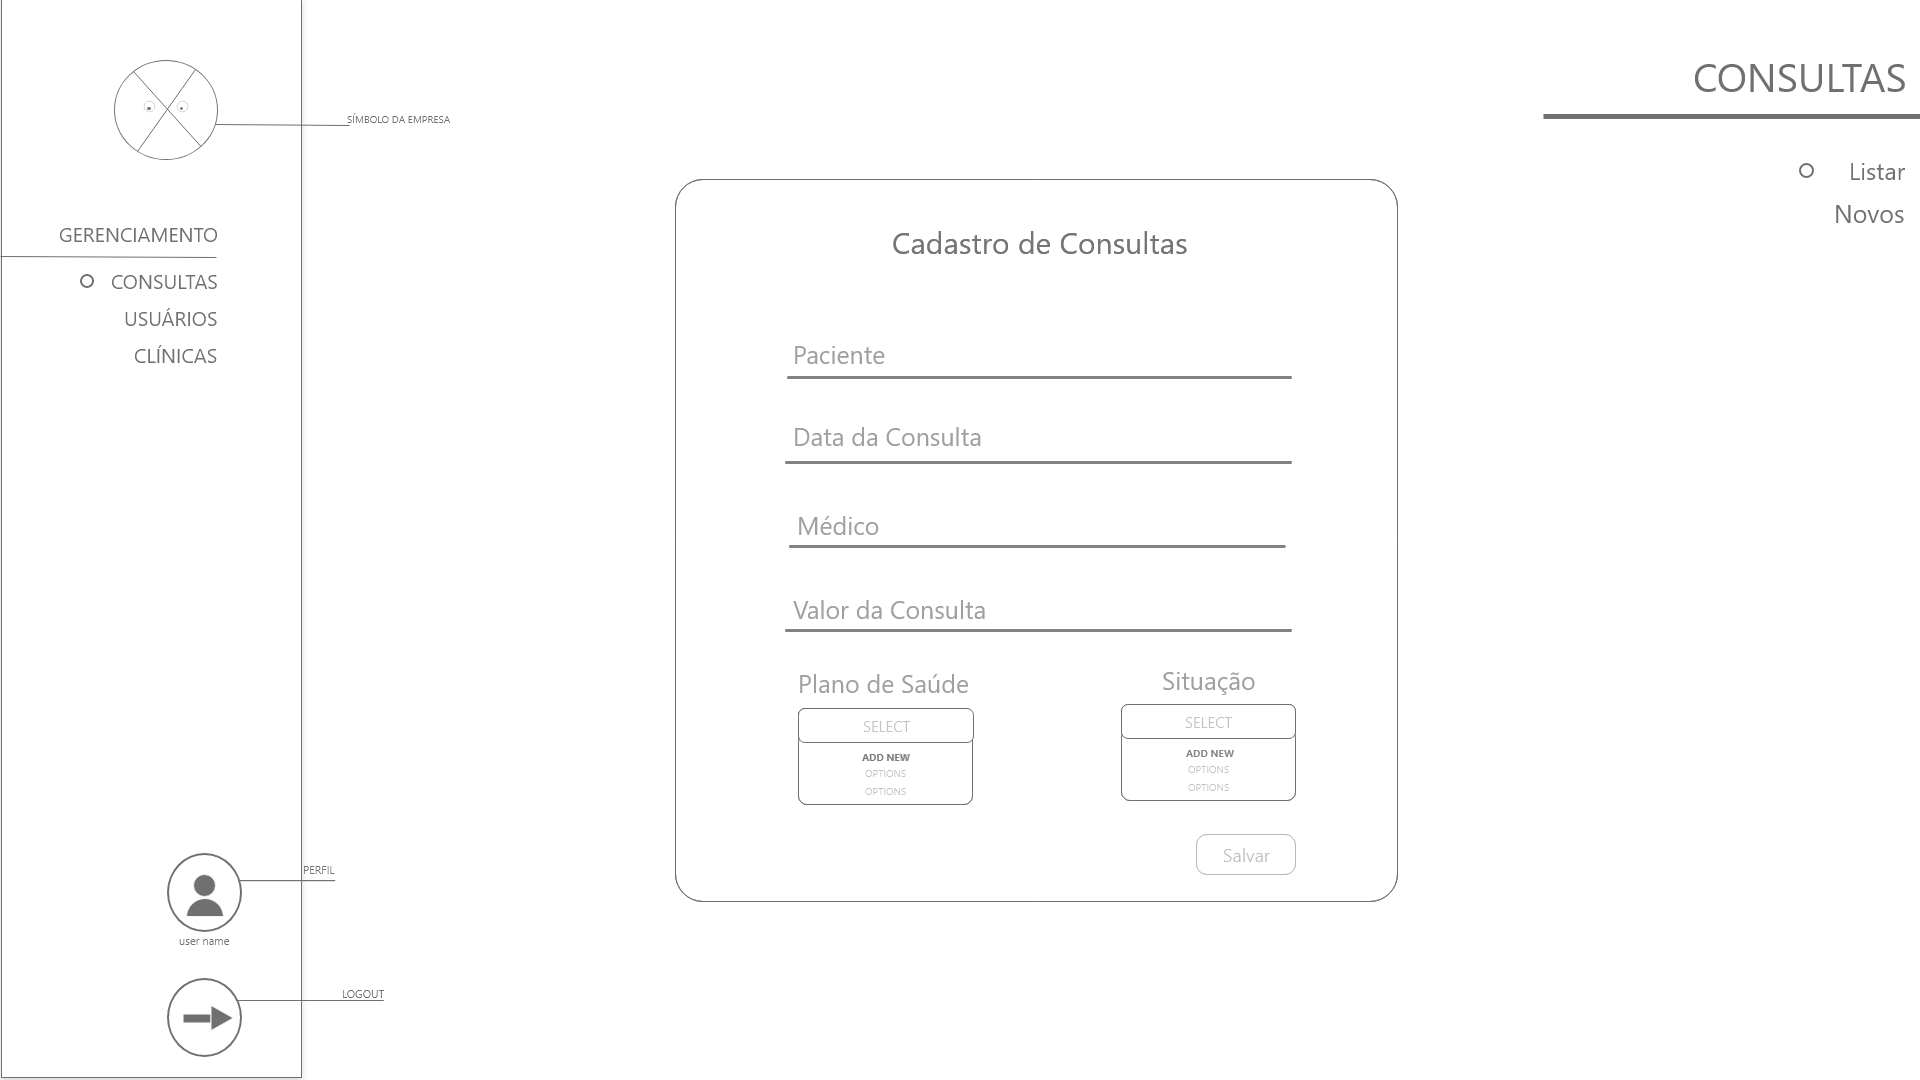 SÍMBOLO DA EMPRESA
GERENCIAMENTO
CONSULTAS
USUÁRIOS
CLÍNICAS
PERFIL
user name
LOGOUT
Cadastro de Consultas
Paciente
Data da Consulta
Médico
Valor da Consulta
Plano de Saúde
SELECT
ADD NEW
OPTIONS
OPTIONS
Situação
SELECT
ADD NEW
OPTIONS
OPTIONS
Salvar
CONSULTAS
Listar
Novos